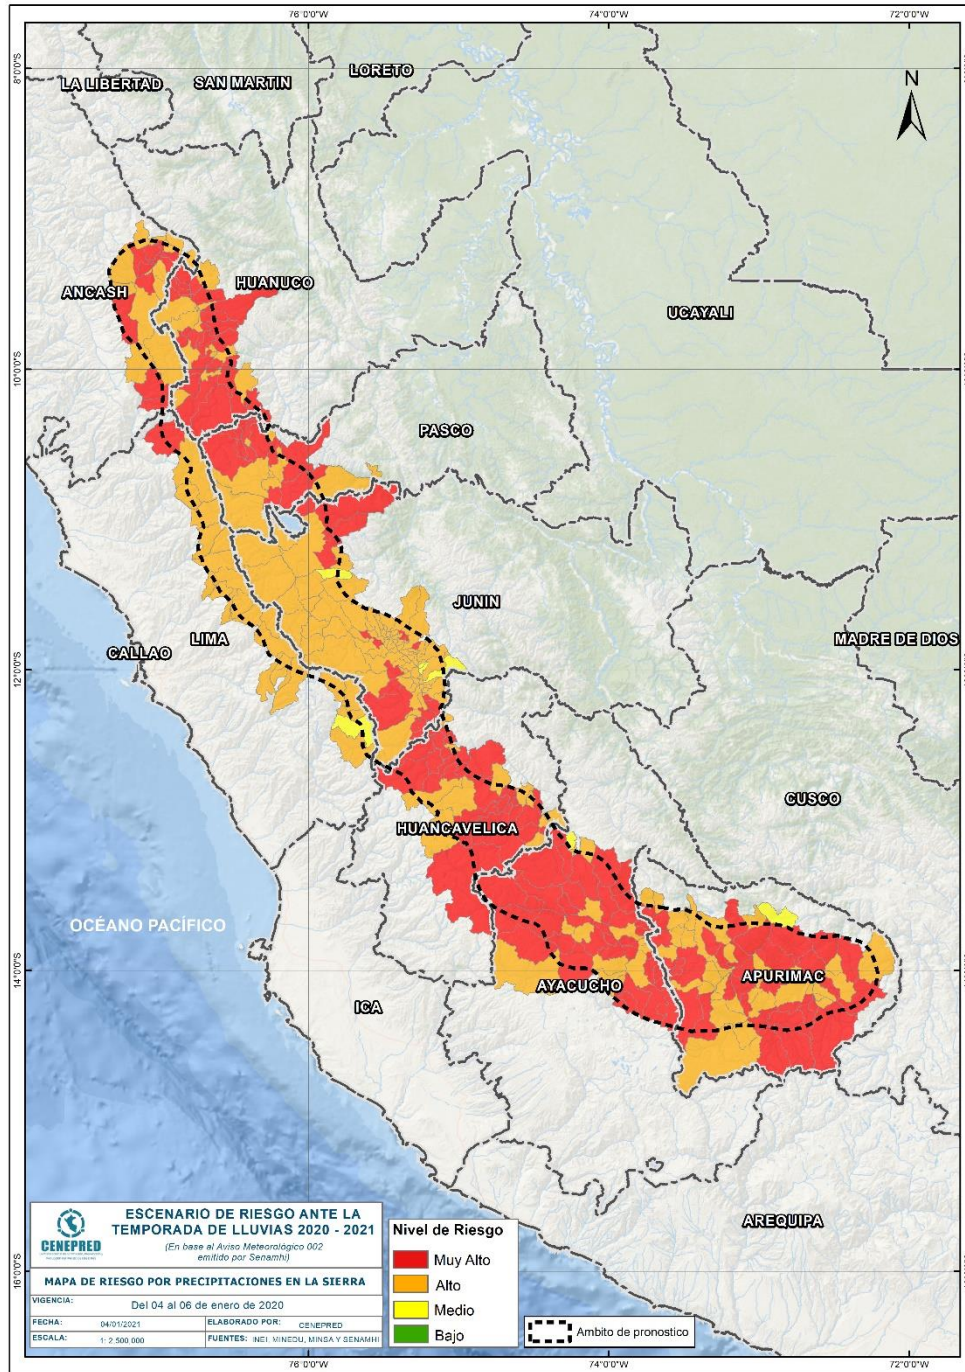 76°0'0"W 74°0'0"W 72°0'0"W
8°0'0"S
LA LIBERTAD
SAN MARTIN
LORETO
N
ANCASH
HUANUCO
UCAYALI
10°0'0"S
PASCO
JUNIN
LIMA
CALLAO
MADRE DE DIOS
12°0'0"S
CUSCO
HUANCAVELICA
OCÉANO PACÍFICO
14°0'0"S
ICA
AYACUCHO
APURIMAC
AREQUIPA
16°0'0"S
CENEPRED
ESCENARIO DE RIESGO ANTE LA
TEMPORADA DE LLUVIAS 2020 - 2021
(En base al Aviso Meteorológico 002
emitido por Senamhi)
MAPA DE RIESGO POR PRECIPITACIONES EN LA SIERRA
VIGENCIA: Del 04 al 06 de enero de 2020
FECHA: 04/01/2021 ELABORADO POR: CENEPRED
ESCALA: 1: 2 500 000 FUENTES: INEI, MINEDU, MINSA Y SENAMHI
Nivel de Riesgo
Muy Alto
Alto
Medio
Bajo
Ambito de pronostico
76°0'0"W 74°0'0"W 72°0'0"W